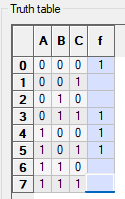 Truth table
A B C f
0 0 0 0 1
1 0 0 1
2 0 1 0
3 0 1 1 1
4 1 0 0 1
5 1 0 1 1
6 1 1 0
7 1 1 1